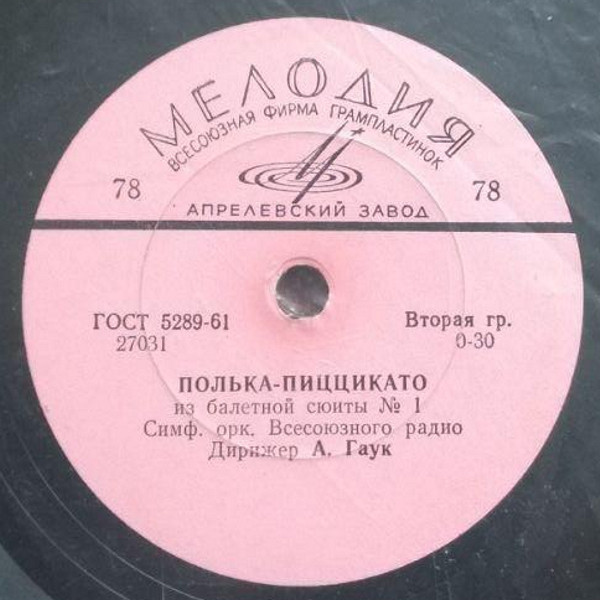 МЕЛОДИЯ
ВСЕСОЮЗНАЯ ФИРМА ГРАМПЛАСТИНОК
78 78
АПРЕЛЕВСКИЙ ЗАВОД
ГОСТ 5289-61 Вторая гр.
27031 0-30
ПОЛЬКА-ПИЦЦИКАТО
из балетной сюиты № 1
Симф. орк. Всесоюзного радио
Дирижер А. Гаук